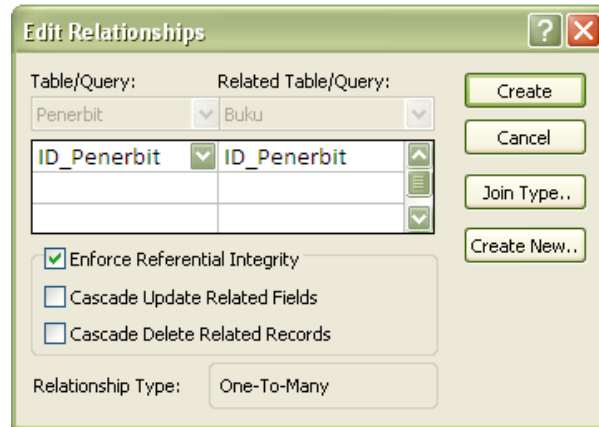 Edit Relationships
Table/Query: Related Table/Query:
Penerbit Buku
ID_Penerbit ID_Penerbit
Enforce Referential Integrity
Cascade Update Related Fields
Cascade Delete Related Records
Relationship Type: One-To-Many
Create
Cancel
Join Type..
Create New..